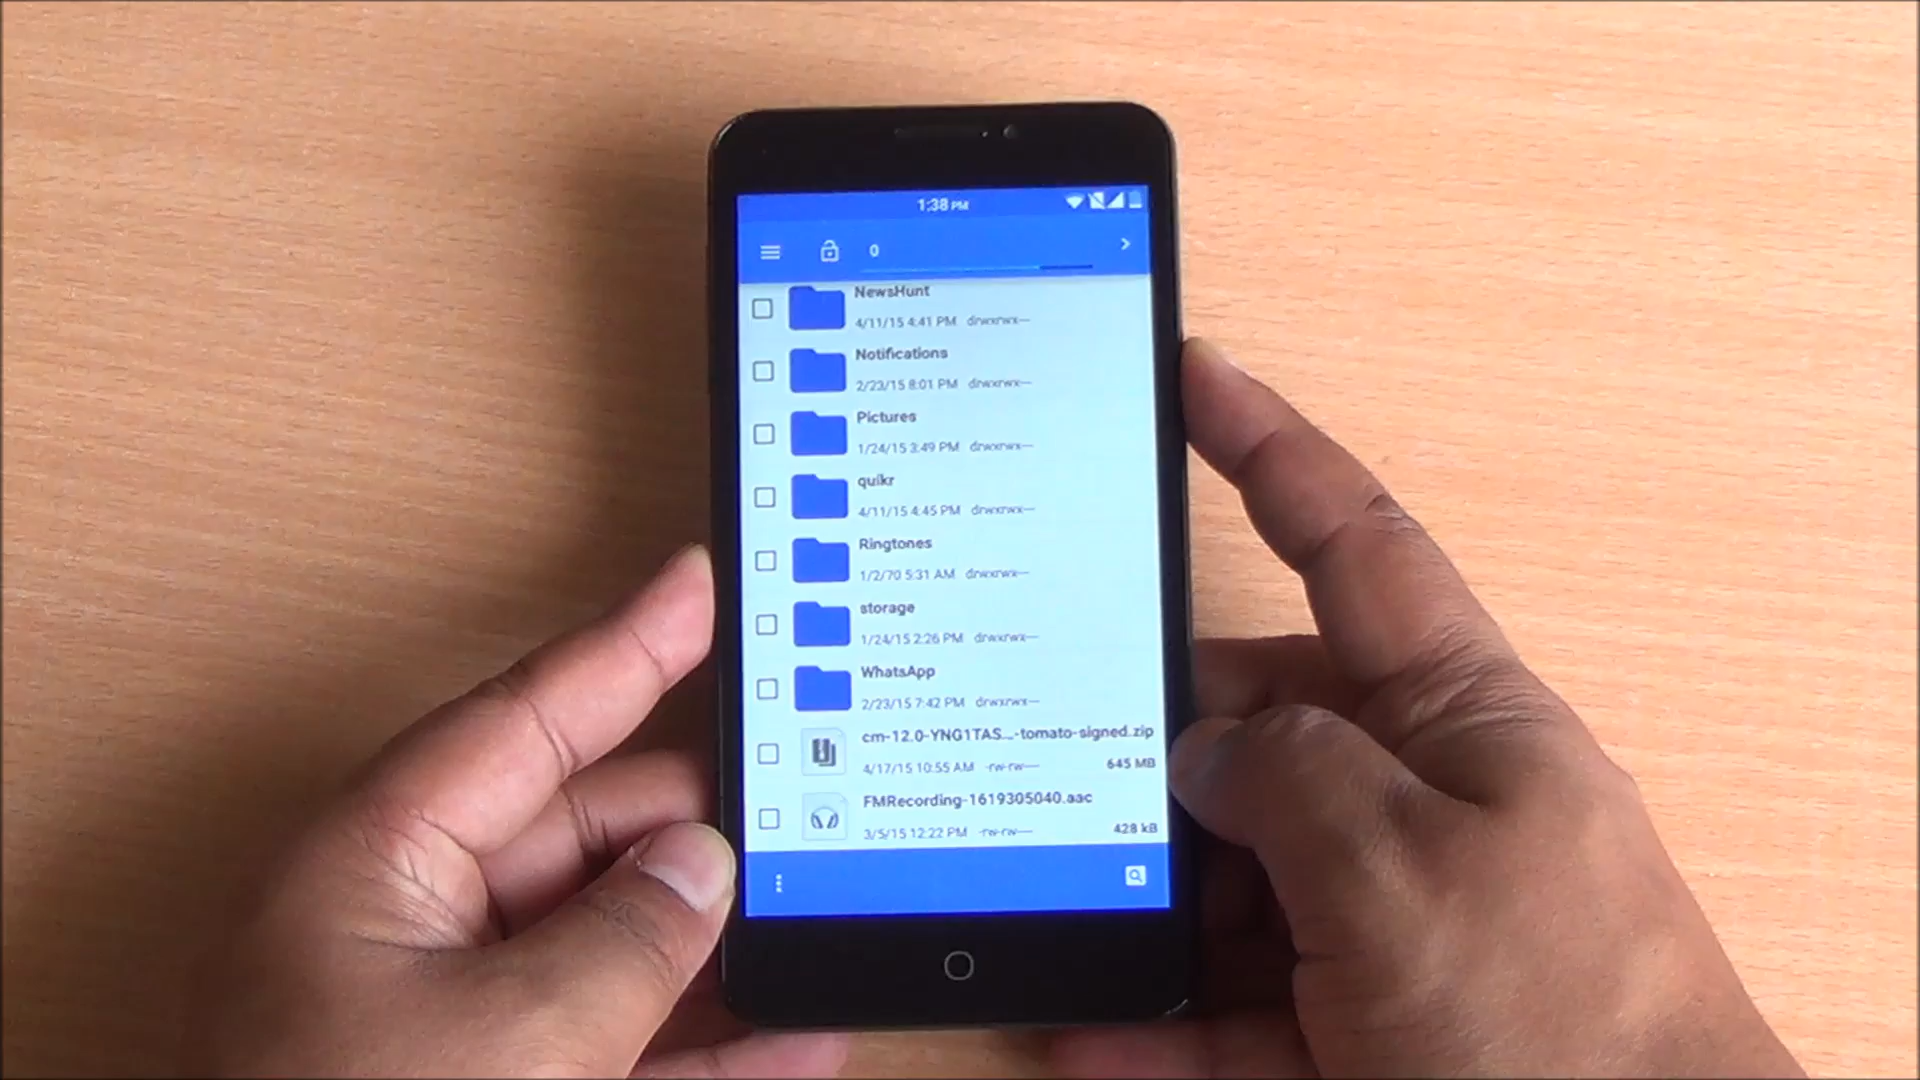 1:38 PM
0
NewsHunt
4/11/15 4:41 PM drwxrwx---
Notifications
2/23/15 8:01 PM drwxrwx---
Pictures
1/24/15 3:49 PM drwxrwx---
quikr
4/11/15 4:45 PM drwxrwx---
Ringtones
1/2/70 5:31 AM drwxrwx---
storage
1/24/15 2:26 PM drwxrwx---
WhatsApp
2/23/15 7:42 PM drwxrwx---
cm-12.0-YNG1TAS...-tomato-signed.zip
4/17/15 10:55 AM -rw-rw---- 645 MB
FMRecording-1619305040.aac
3/5/15 12:22 PM -rw-rw---- 428 kB